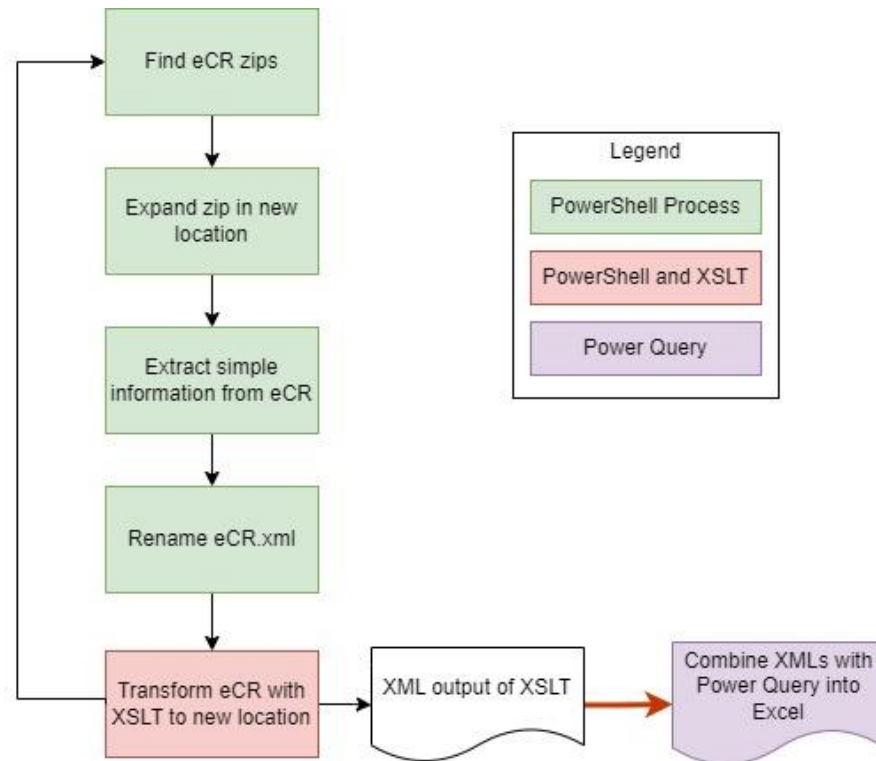 Find eCR zips
Expand zip in new
location
Extract simple
information from eCR
Rename eCR.xml
Transform eCR with
XSLT to new location
XML output of XSLT
Combine XMLs with
Power Query into
Excel
Legend
PowerShell Process
PowerShell and XSLT
Power Query